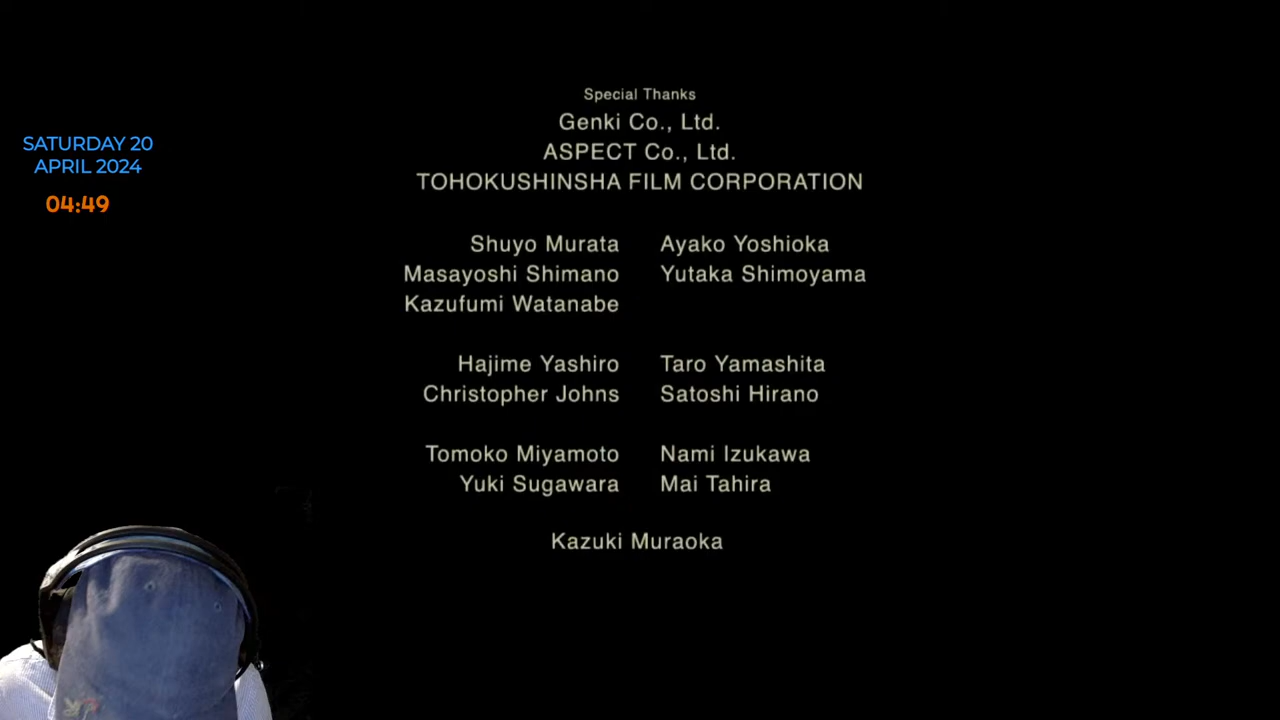 SATURDAY 20
APRIL 2024
04:49
Special Thanks
Genki Co., Ltd.
ASPECT Co., Ltd.
TOHOKUSHINSHA FILM CORPORATION
Shuyo Murata Ayako Yoshioka
Masayoshi Shimano Yutaka Shimoyama
Kazufumi Watanabe
Hajime Yashiro Taro Yamashita
Christopher Johns Satoshi Hirano
Tomoko Miyamoto Nami Izukawa
Yuki Sugawara Mai Tahira
Kazuki Muraoka